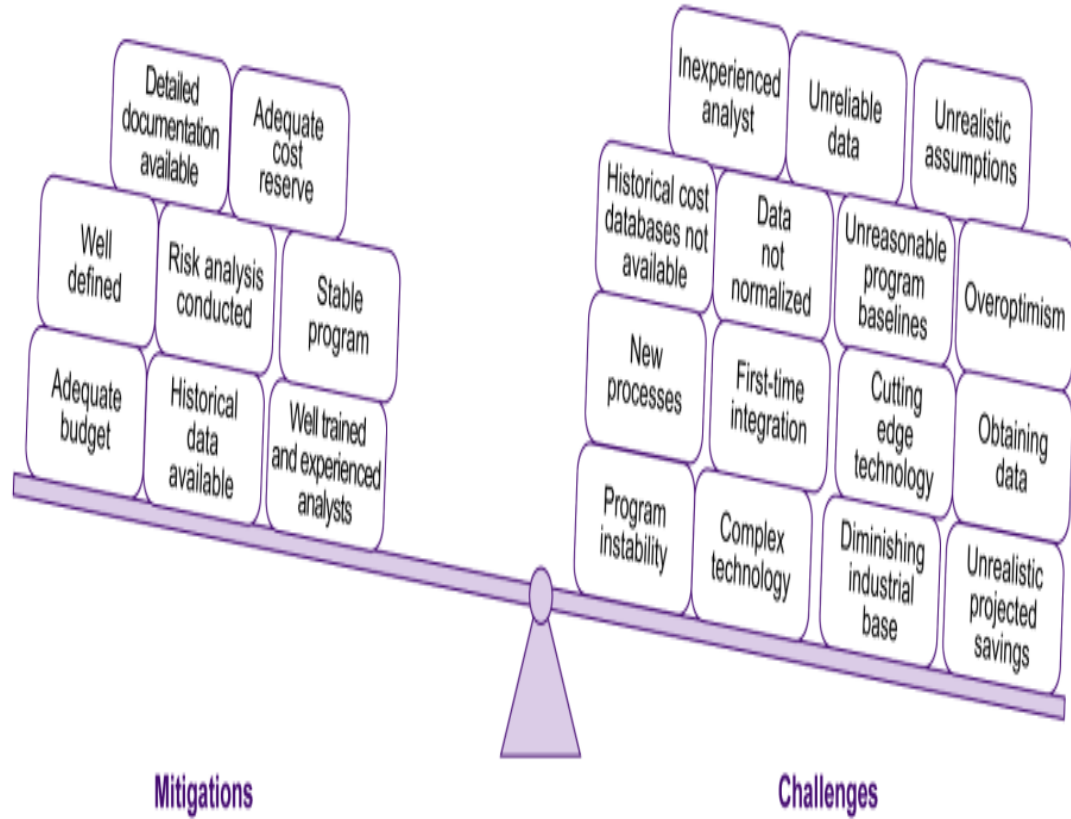 Detailed
documentation
available
Adequate
cost
reserve
Well
defined
Risk analysis
conducted
Stable
program
Adequate
budget
Historical
data
available
Well trained
and experienced
analysts
Mitigations
Inexperienced
analyst
Unreliable
data
Unrealistic
assumptions
Historical cost
databases not
available
Data
not
normalized
Unreasonable
program
baselines
Overoptimism
New
processes
First-time
integration
Cutting
edge
technology
Obtaining
data
Program
instability
Complex
technology
Diminishing
industrial
base
Unrealistic
projected
savings
Challenges